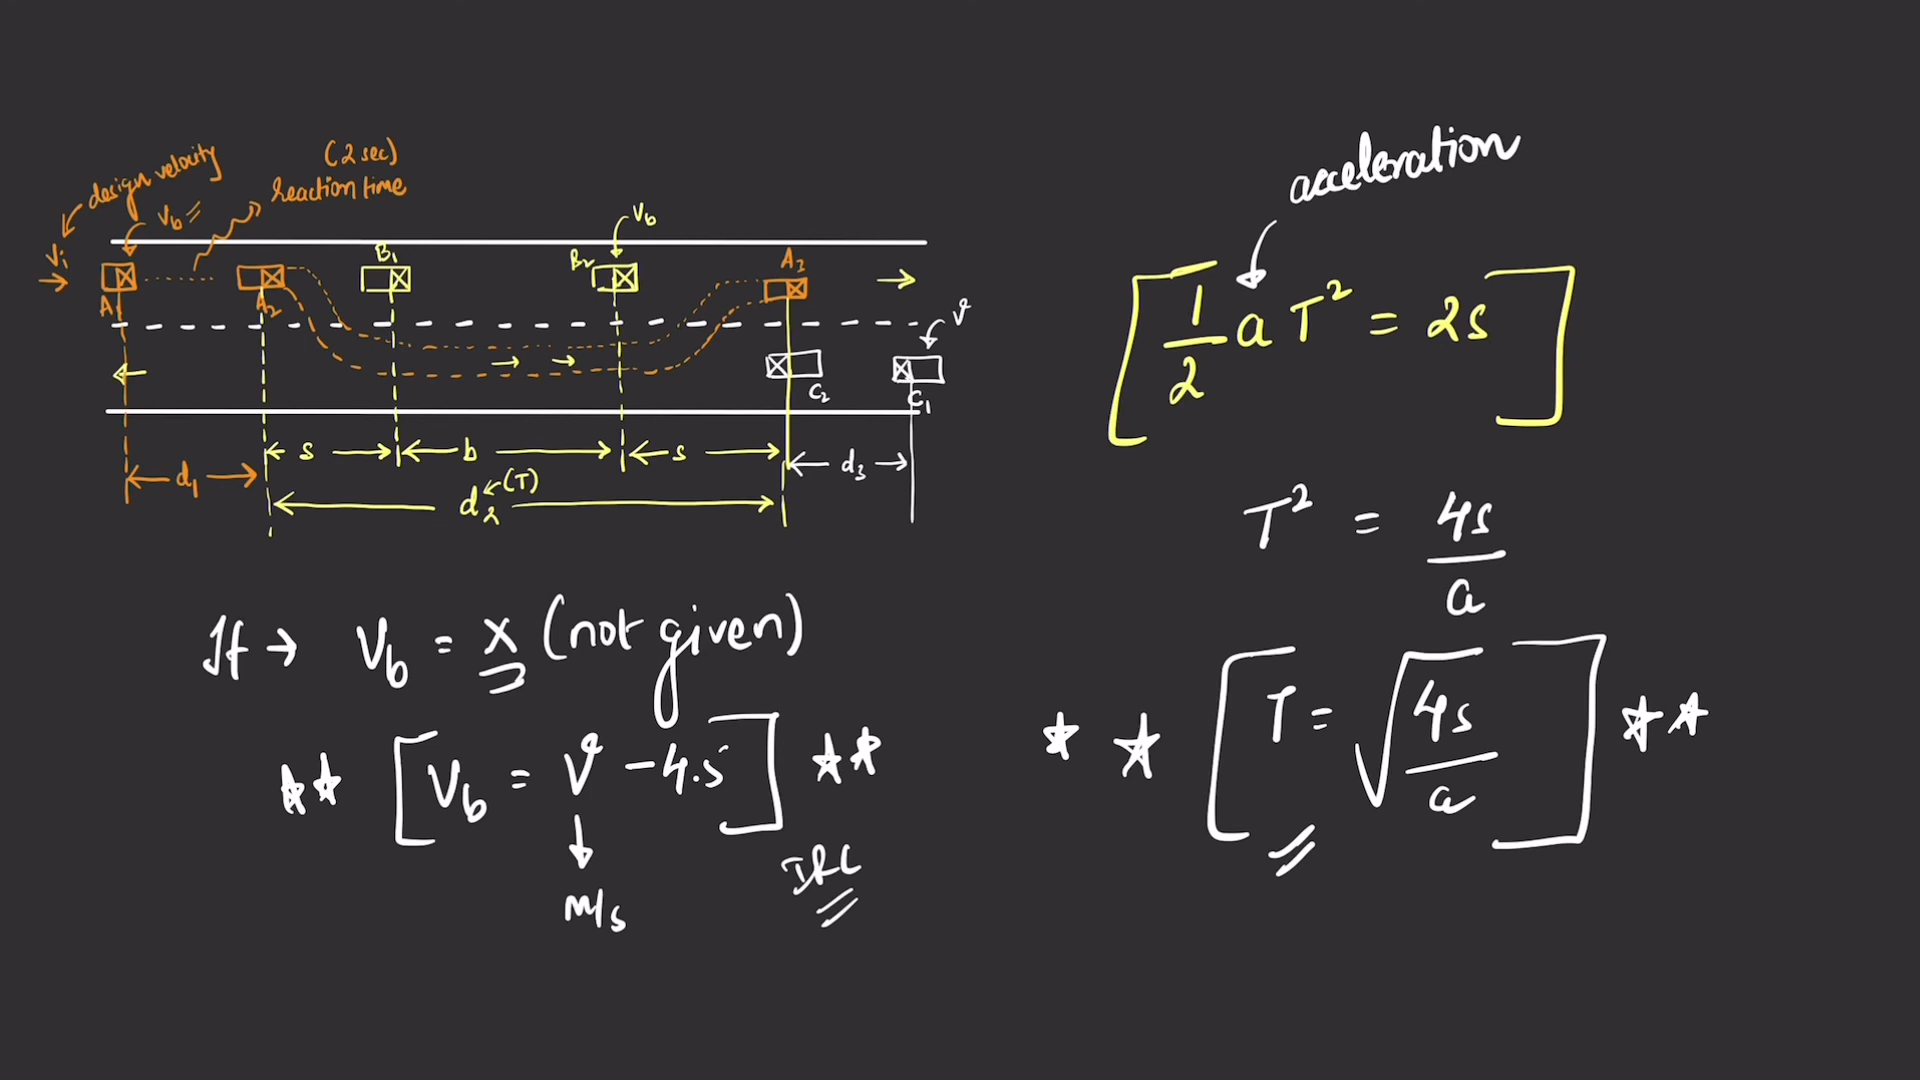 design velocity
(2 sec)
reaction time
Vi
Vb
Vb
A1
A2
B1
B2
A3
v
C2
C1
s
b
s
d1
d2 (T)
d3
If → Vb = x (not given)
** [Vb = v - 4.5] **
m/s
IRC
acceleration
[1/2 a T² = 2s]
T² = 4s/a
** [T = √4s/a] **